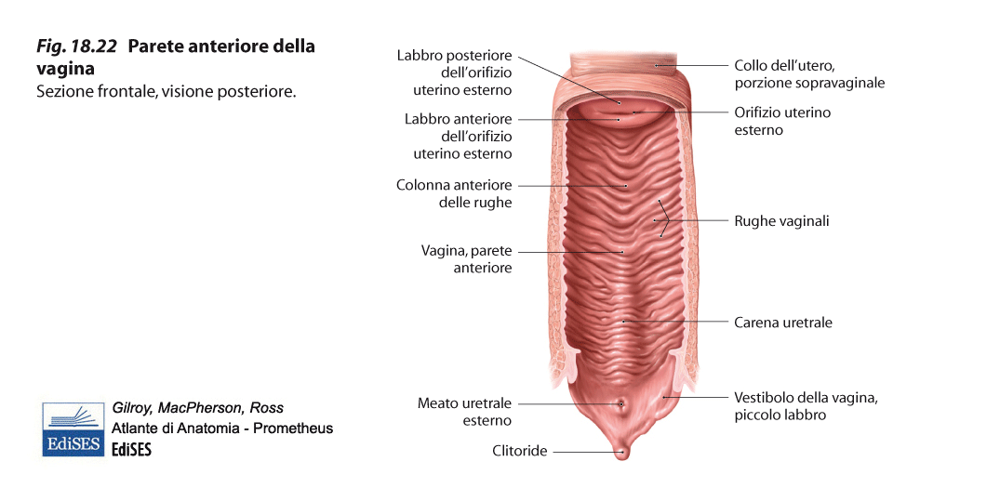 Fig. 18.22 Parete anteriore della
vagina
Sezione frontale, visione posteriore.
Labbro posteriore
dell'orifizio
uterino esterno
Labbro anteriore
dell'orifizio
uterino esterno
Colonna anteriore
delle rughe
Vagina, parete
anteriore
Meato uretrale
esterno
Clitoride
Collo dell'utero,
porzione sopravaginale
Orifizio uterino
esterno
Rughe vaginali
Carena uretrale
Vestibolo della vagina,
piccolo labbro
EdiSES
Gilroy, MacPherson, Ross
Atlante di Anatomia - Prometheus
EdiSES